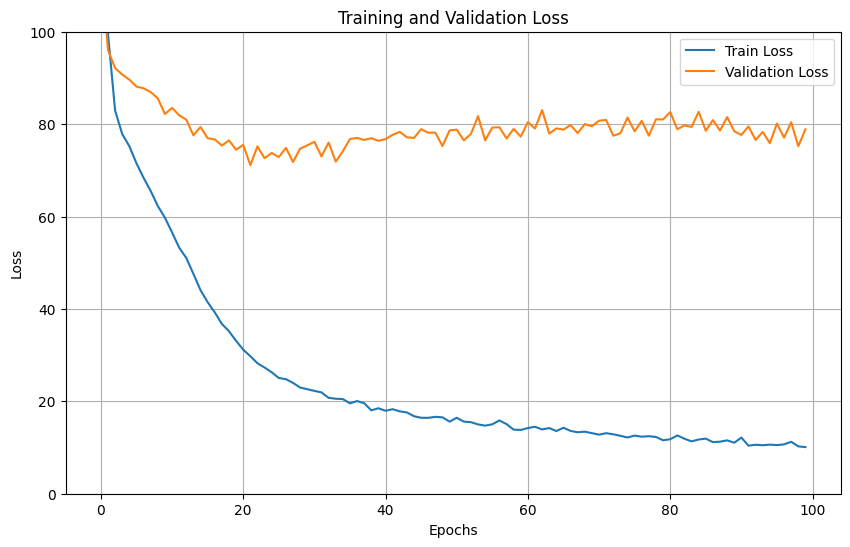 Training and Validation Loss
Train Loss
Validation Loss
Loss
100
80
60
40
20
0
0 20 40 60 80 100
Epochs